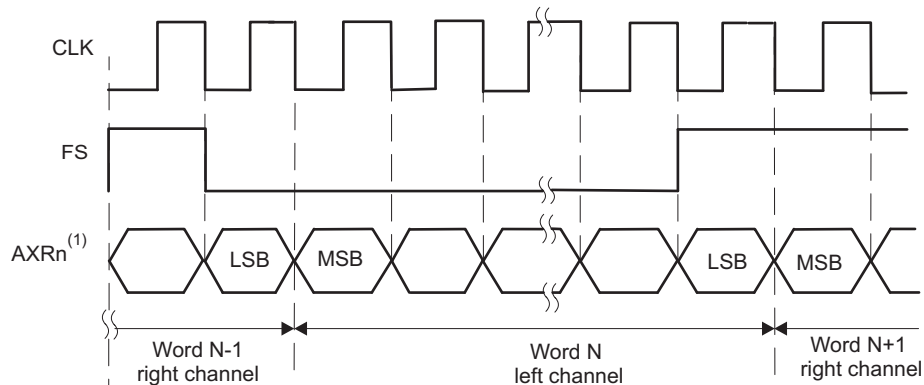 CLK
FS
AXRn(1)
LSB
MSB
LSB
MSB
Word N-1
right channel
Word N
left channel
Word N+1
right channel